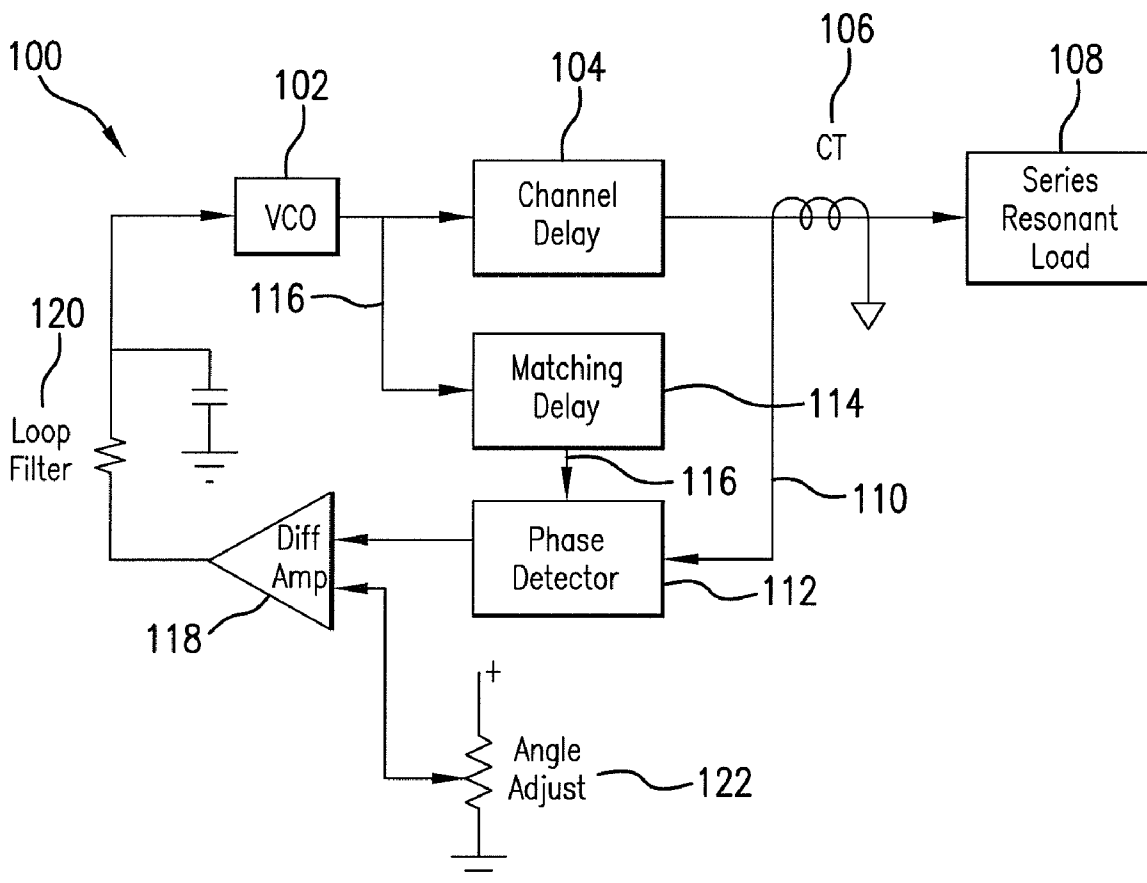 100
102
104
106
108
CT
VCO
Channel
Delay
Series
Resonant
Load
116
120
Loop
Filter
Matching
Delay
114
116
110
Diff
Amp
118
Phase
Detector
112
+
Angle
Adjust
122